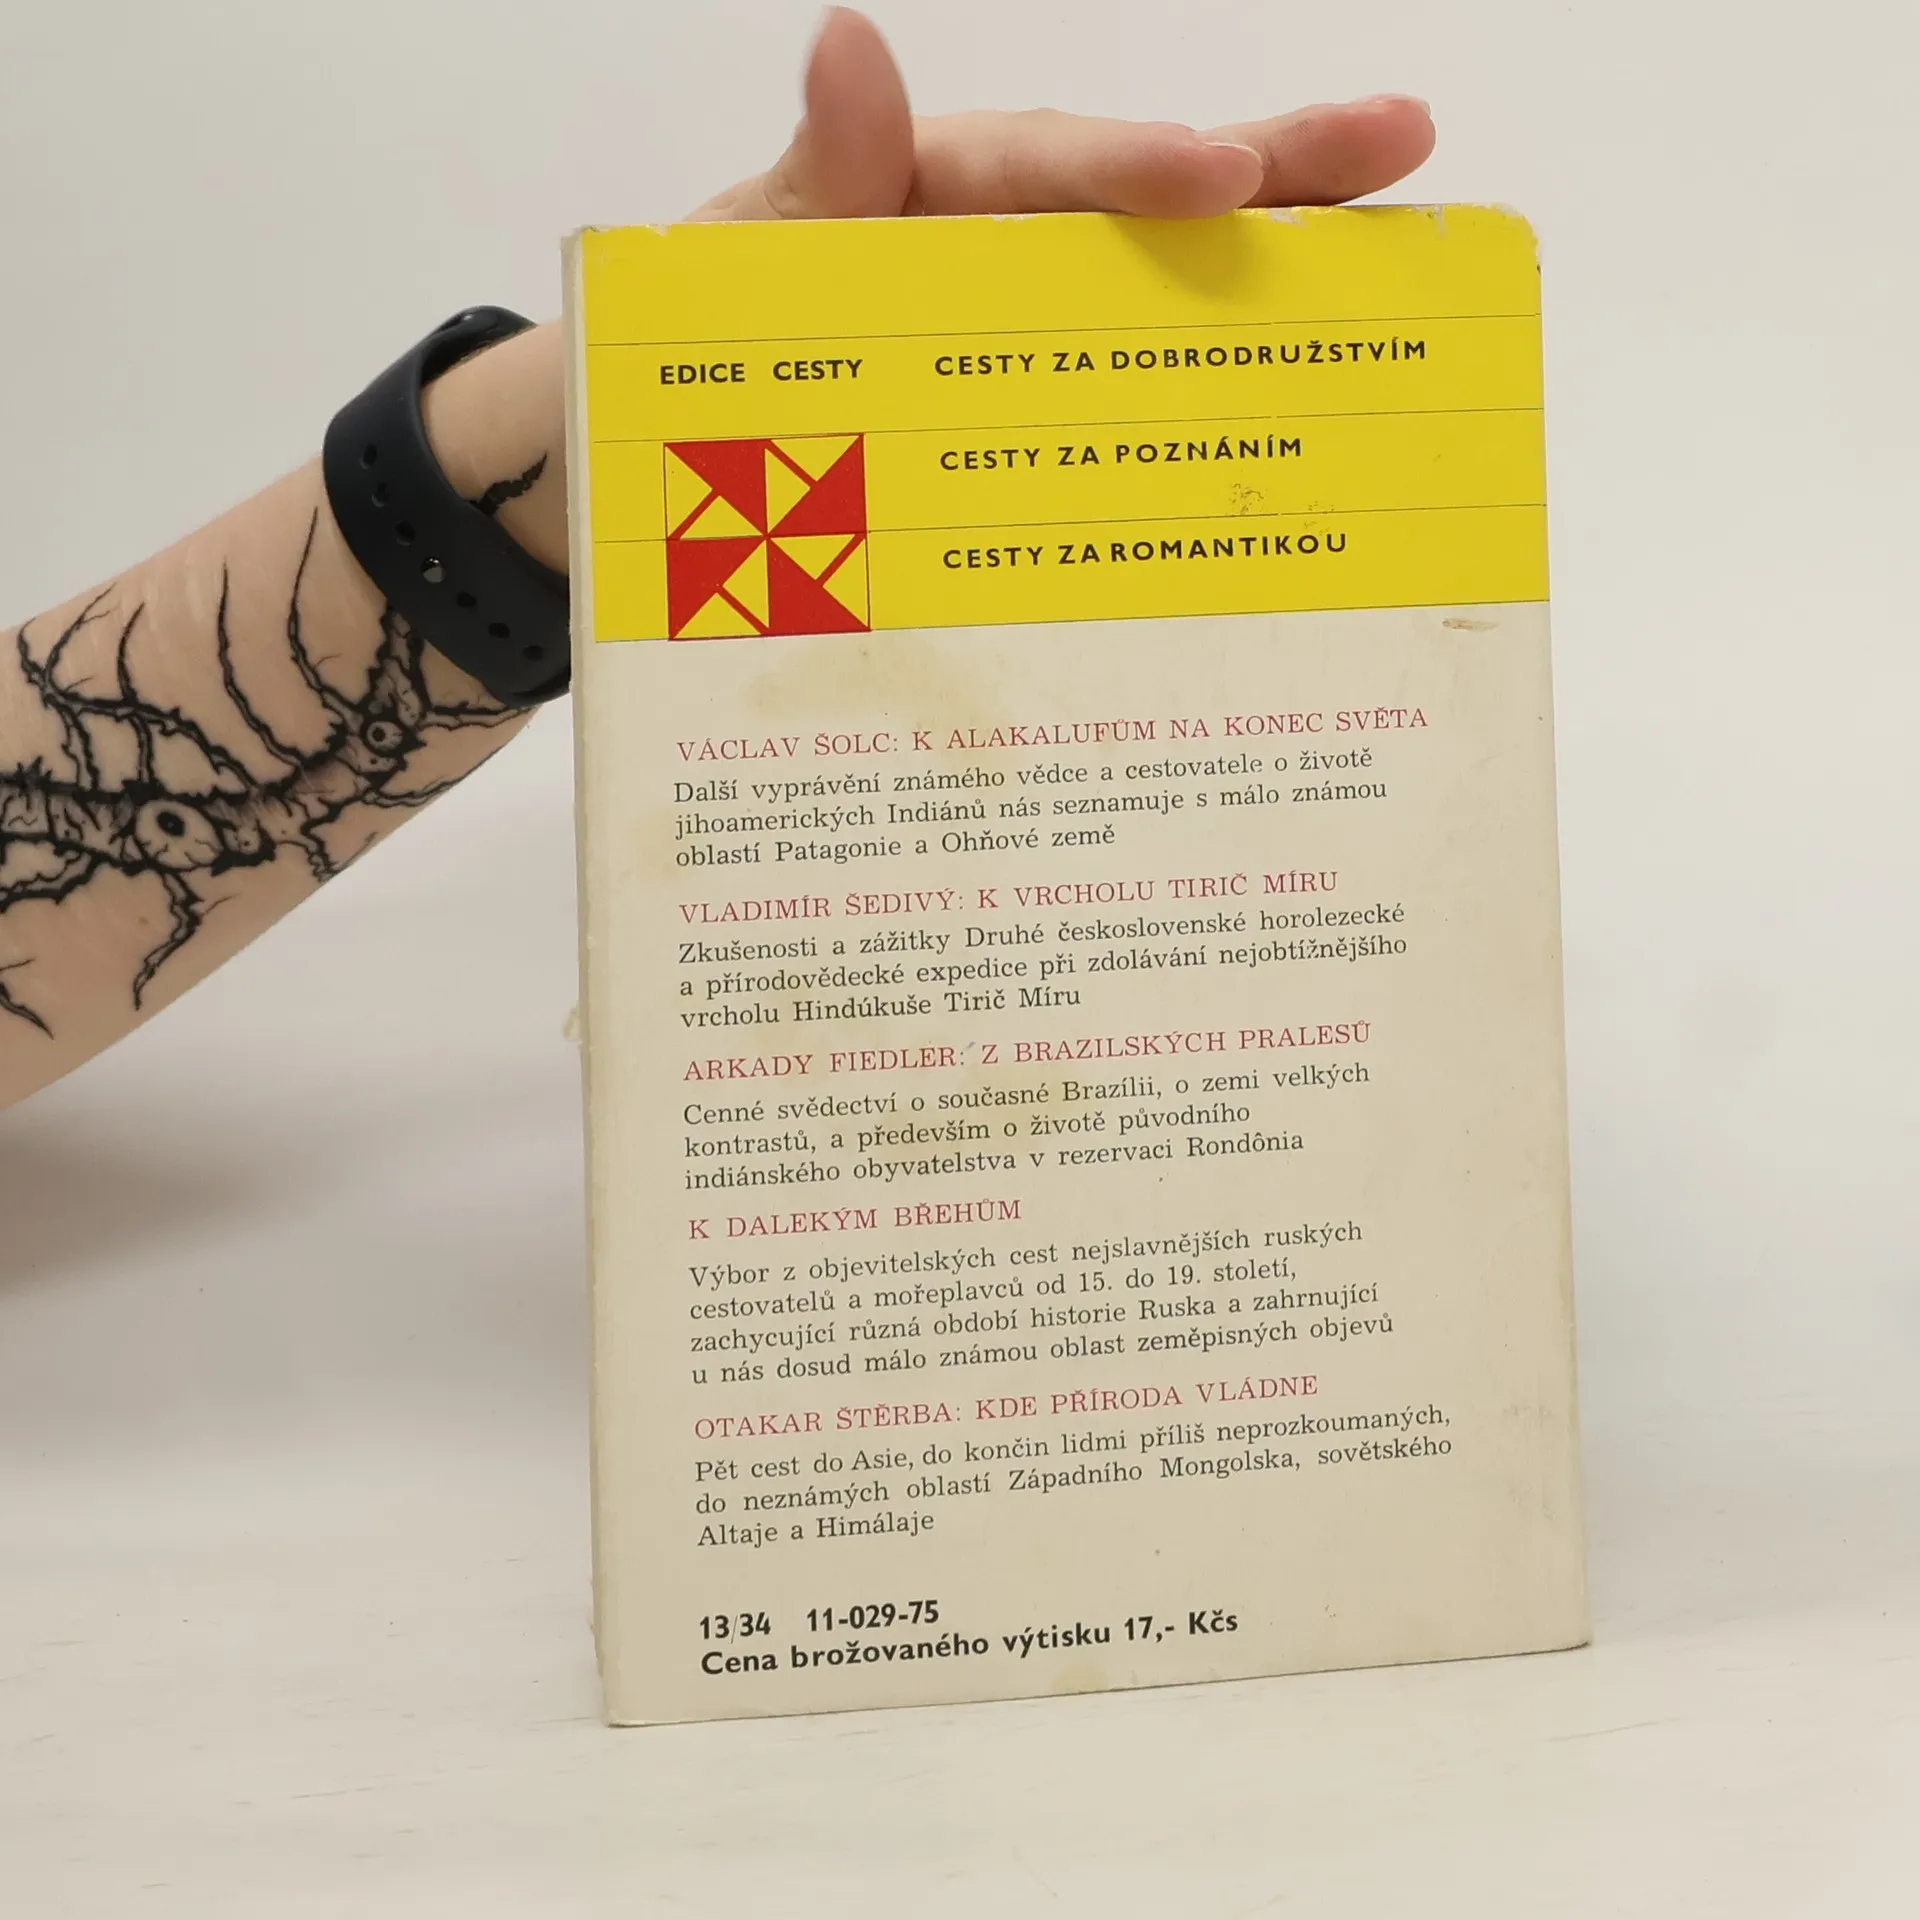 EDICE CESTY
CESTY ZA DOBRODRUŽSTVÍM
CESTY ZA POZNÁNÍM
CESTY ZA ROMANTIKOU
VÁCLAV ŠOLC: K ALAKALUFŮM NA KONEC SVĚTA
Další vyprávění známého vědce a cestovatele o životě
jihoamerických Indiánů nás seznamuje s málo známou
oblastí Patagonie a Ohňové země
VLADIMÍR ŠEDIVÝ: K VRCHOLU TIRIČ MÍRU
Zkušenosti a zážitky Druhé československé horolezecké
a přírodovědecké expedice při zdolávání nejobtížnějšího
vrcholu Hindúkuše Tirič Míru
ARKADY FIEDLER: Z BRAZILSKÝCH PRALESŮ
Cenné svědectví o současné Brazílii, o zemi velkých
kontrastů, a především o životě původního
indiánského obyvatelstva v rezervaci Rondônia
K DALEKÝM BŘEHŮM
Výbor z objevitelských cest nejslavnějších ruských
cestovatelů a mořeplavců od 15. do 19. století,
zachycující různá období historie Ruska a zahrnující
u nás dosud málo známou oblast zeměpisných objevů
OTAKAR ŠTĚRBA: KDE PŘÍRODA VLÁDNE
Pět cest do Asie, do končin lidmi příliš neprozkoumaných,
do neznámých oblastí Západního Mongolska, sovětského
Altaje a Himálaje
13/34 11-029-75
Cena brožovaného výtisku 17,- Kčs